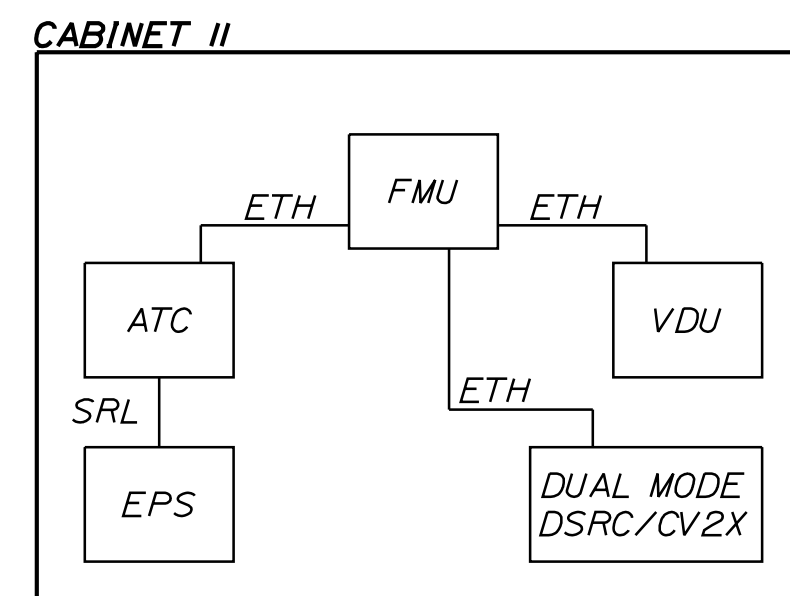 CABINET II
FMU
ETH
ETH
ATC
VDU
ETH
SRL
EPS
DUAL MODE
DSRC/CV2X